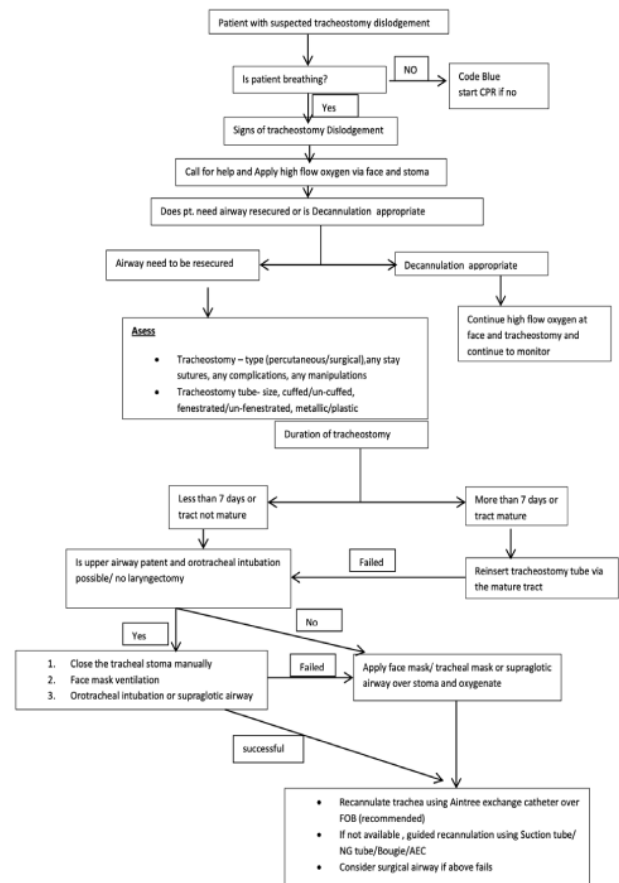 Patient with suspected tracheostomy dislodgement
Is patient breathing?
NO
Code Blue
start CPR if no
Yes
Signs of tracheostomy Dislodgement
Call for help and Apply high flow oxygen via face and stoma
Does pt. need airway resecured or is Decannulation appropriate
Airway need to be resecured
Decannulation appropriate
Continue high flow oxygen at
face and tracheostomy and
continue to monitor
Asess
• Tracheostomy – type (percutaneous/surgical),any stay
sutures, any complications, any manipulations
• Tracheostomy tube- size, cuffed/un-cuffed,
fenestrated/un-fenestrated, metallic/plastic
Duration of tracheostomy
Less than 7 days or
tract not mature
More than 7 days or
tract mature
Is upper airway patent and orotracheal intubation
possible/ no laryngectomy
Failed
Reinsert tracheostomy tube via
the mature tract
Yes
No
1. Close the tracheal stoma manually
2. Face mask ventilation
3. Orotracheal intubation or supraglotic airway
Failed
Apply face mask/ tracheal mask or supraglotic
airway over stoma and oxygenate
successful
• Recannulate trachea using Aintree exchange catheter over
FOB (recommended)
• If not available , guided recannulation using Suction tube/
NG tube/Bougie/AEC
• Consider surgical airway if above fails